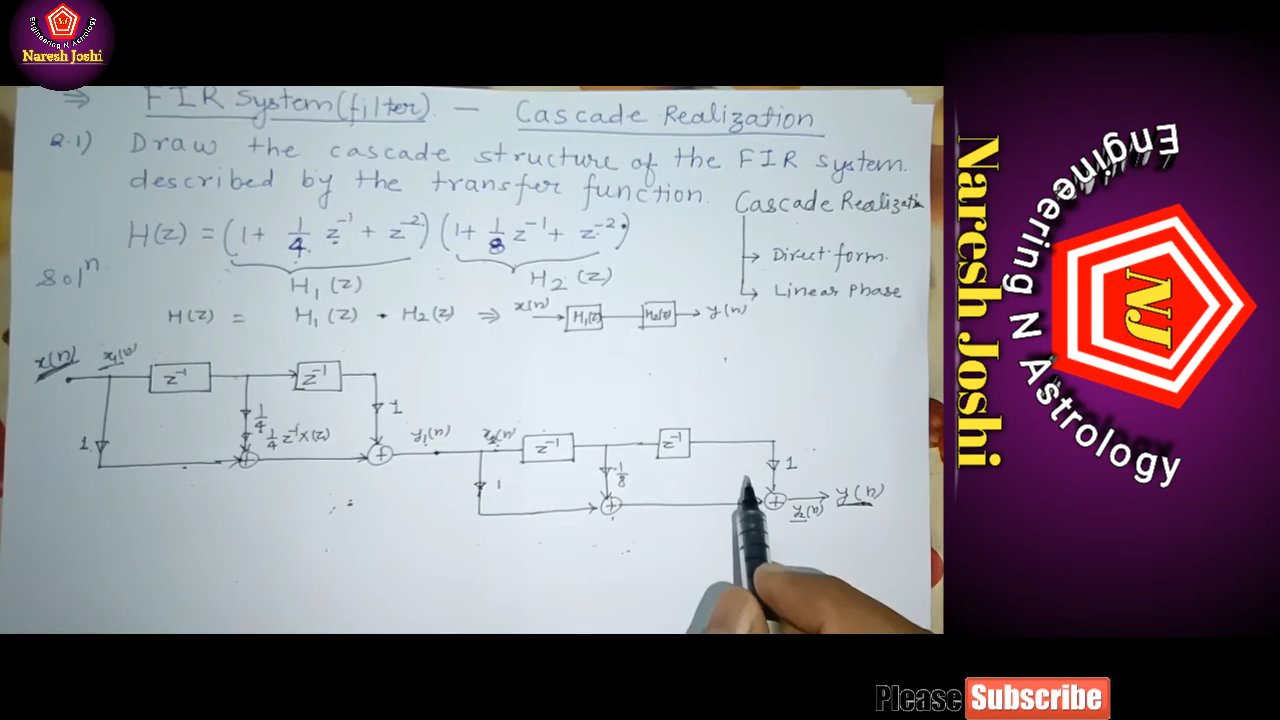 Engineering N Astrology
NJ
Naresh Joshi
⇒ FIR System(filter) — Cascade Realization
Q.1) Draw the cascade structure of the FIR system.
described by the transfer function.
H(z) = (1+ 1/4 z⁻¹ + z⁻²) (1+ 1/8 z⁻¹ + z⁻²)
H₁(z) H₂(z)
Cascade Realization
→ Direct form.
→ Linear Phase
Solⁿ
H(z) = H₁(z) • H₂(z) ⇒ x(n) → H₁(z) H₂(z) → y(n)
x(n) x₁(n) z⁻¹ z⁻¹
1 1/4 1
1/4 z⁻¹ X(z)
+ + y₁(n) x₂(n) z⁻¹ z⁻¹
1 1/8 1
+ + y₂(n) y(n)
Engineering N Astrology
NJ
Naresh Joshi
Please Subscribe